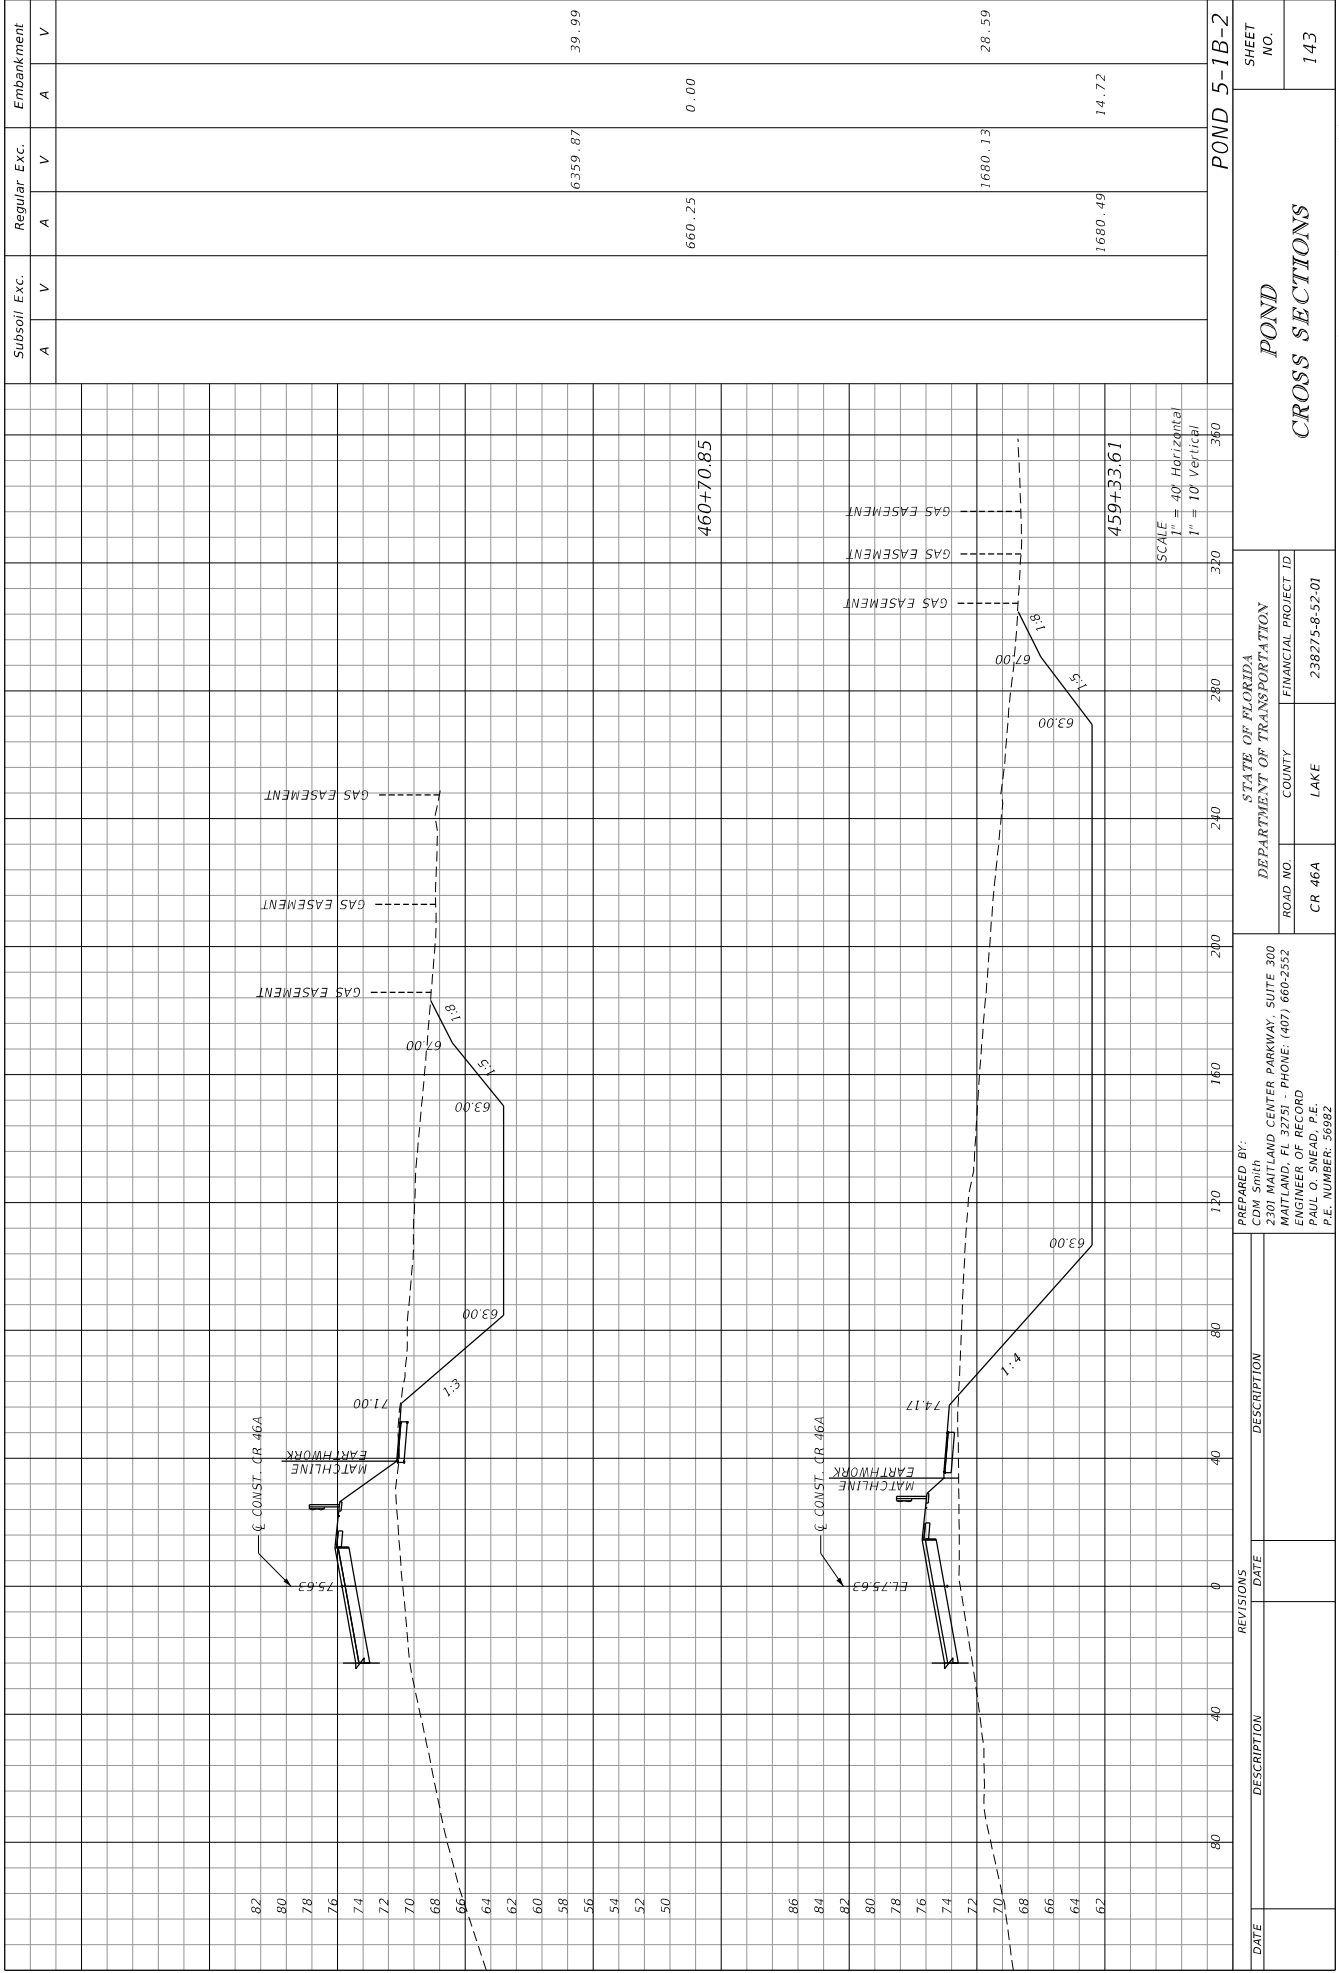 Subsoil Exc.
Regular Exc.
Embankment
A
V
A
V
A
V
6359.87
39.99
660.25
0.00
1680.13
28.59
1680.49
14.72
POND 5-1B-2
℄ CONST. CR 46A
75.63
MATCHLINE
EARTHWORK
71.00
1:3
63.00
63.00
1:5
67.00
1:8
GAS EASEMENT
GAS EASEMENT
GAS EASEMENT
460+70.85
82
80
78
76
74
72
70
68
66
64
62
60
58
56
54
52
50
℄ CONST. CR 46A
EL.75.63
MATCHLINE
EARTHWORK
74.17
1:4
63.00
63.00
1:5
67.00
1:8
GAS EASEMENT
GAS EASEMENT
GAS EASEMENT
459+33.61
86
84
82
80
78
76
74
72
70
68
66
64
62
SCALE
1" = 40' Horizontal
1" = 10' Vertical
80
40
0
40
80
120
160
200
240
280
320
360
REVISIONS
DATE
DESCRIPTION
DATE
DESCRIPTION
PREPARED BY:
CDM Smith
2301 MAITLAND CENTER PARKWAY, SUITE 300
MAITLAND, FL 32751 - PHONE: (407) 660-2552
ENGINEER OF RECORD
PAUL Q. SNEAD, P.E.
P.E. NUMBER: 56982
STATE OF FLORIDA
DEPARTMENT OF TRANSPORTATION
ROAD NO.
COUNTY
FINANCIAL PROJECT ID
CR 46A
LAKE
238275-8-52-01
POND
CROSS SECTIONS
SHEET
NO.
143